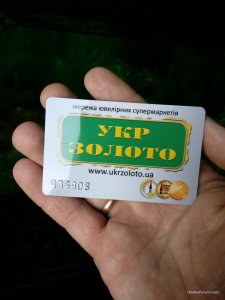 мережа ювелірних супермаркетів
УКР
ЗОЛОТО
www.ukrzoloto.ua